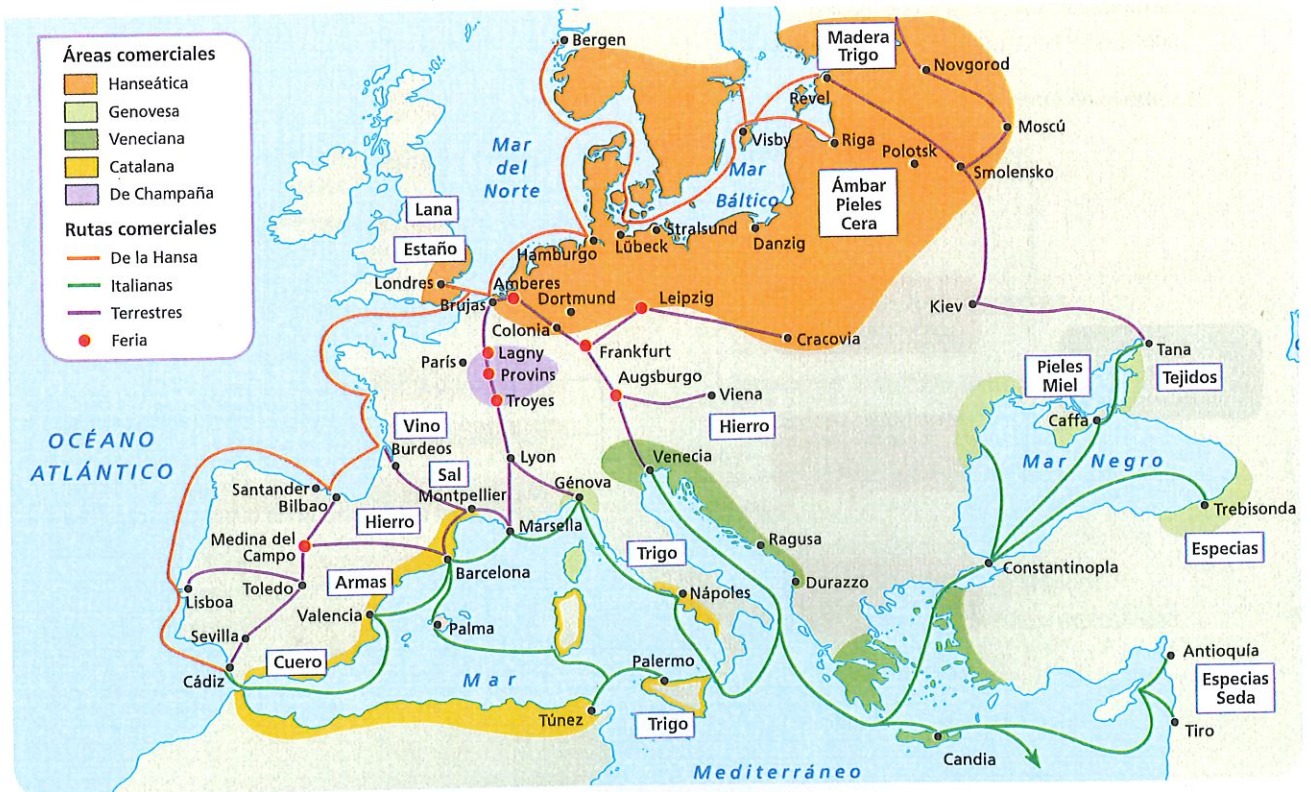 Áreas comerciales
Hanseática
Genovesa
Veneciana
Catalana
De Champaña
Rutas comerciales
De la Hansa
Italianas
Terrestres
Feria
Bergen
Madera
Trigo
Novgorod
Revel
Moscú
Visby
Riga
Polotsk
Smolensko
Mar
del
Norte
Mar
Báltico
Ámbar
Pieles
Cera
Lana
Estaño
Stralsund
Lübeck
Danzig
Hamburgo
Londres
Amberes
Brujas
Dortmund
Leipzig
Kiev
Colonia
Cracovia
Frankfurt
Lagny
París
Provins
Troyes
Augsburgo
Viena
Hierro
Tana
Pieles
Miel
Tejidos
Caffa
Mar Negro
Trebisonda
Especias
OCÉANO
ATLÁNTICO
Vino
Burdeos
Sal
Lyon
Venecia
Génova
Montpellier
Santander
Bilbao
Hierro
Marsella
Medina del
Campo
Trigo
Ragusa
Constantinopla
Barcelona
Armas
Durazzo
Toledo
Lisboa
Nápoles
Valencia
Palma
Sevilla
Cuero
Cádiz
Mar
Palermo
Túnez
Trigo
Antioquía
Especias
Seda
Tiro
Candia
Mediterráneo